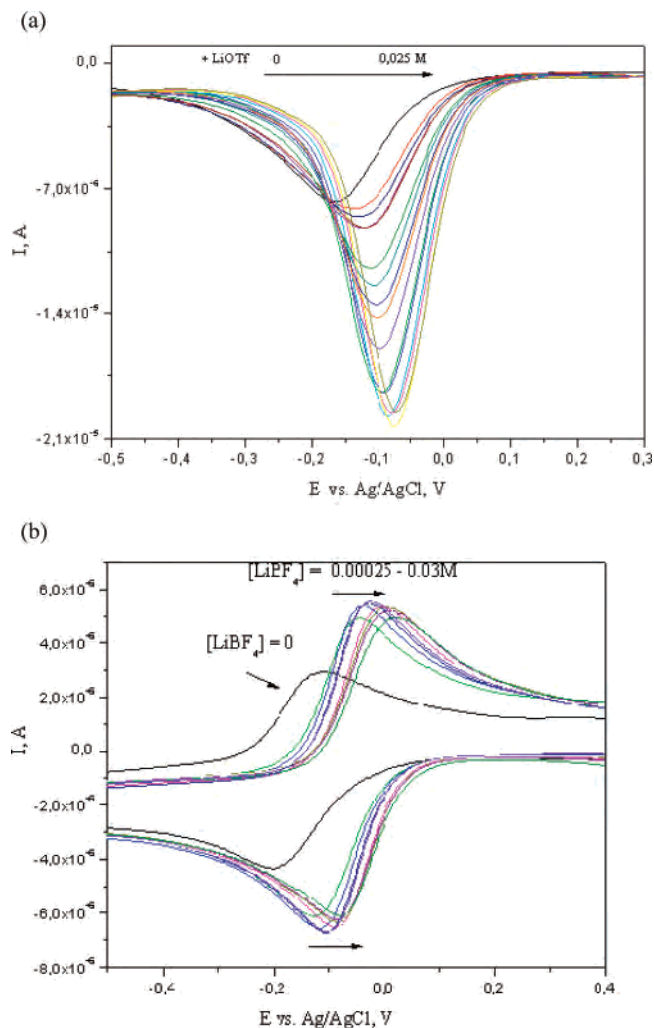 (a)
+ LiOTf 0 0,025 M
0,0
-7,0x10⁻⁶
-1,4x10⁻⁵
-2,1x10⁻⁵
I, A
-0,5 -0,4 -0,3 -0,2 -0,1 0,0 0,1 0,2 0,3
E vs. Ag/AgCl, V
(b)
[LiBF₄] = 0.00025 - 0.03M
[LiBF₄] = 0
6,0x10⁻⁶
4,0x10⁻⁶
2,0x10⁻⁶
0,0
-2,0x10⁻⁶
-4,0x10⁻⁶
-6,0x10⁻⁶
-8,0x10⁻⁶
I, A
-0,4 -0,2 0,0 0,2 0,4
E vs. Ag/AgCl, V